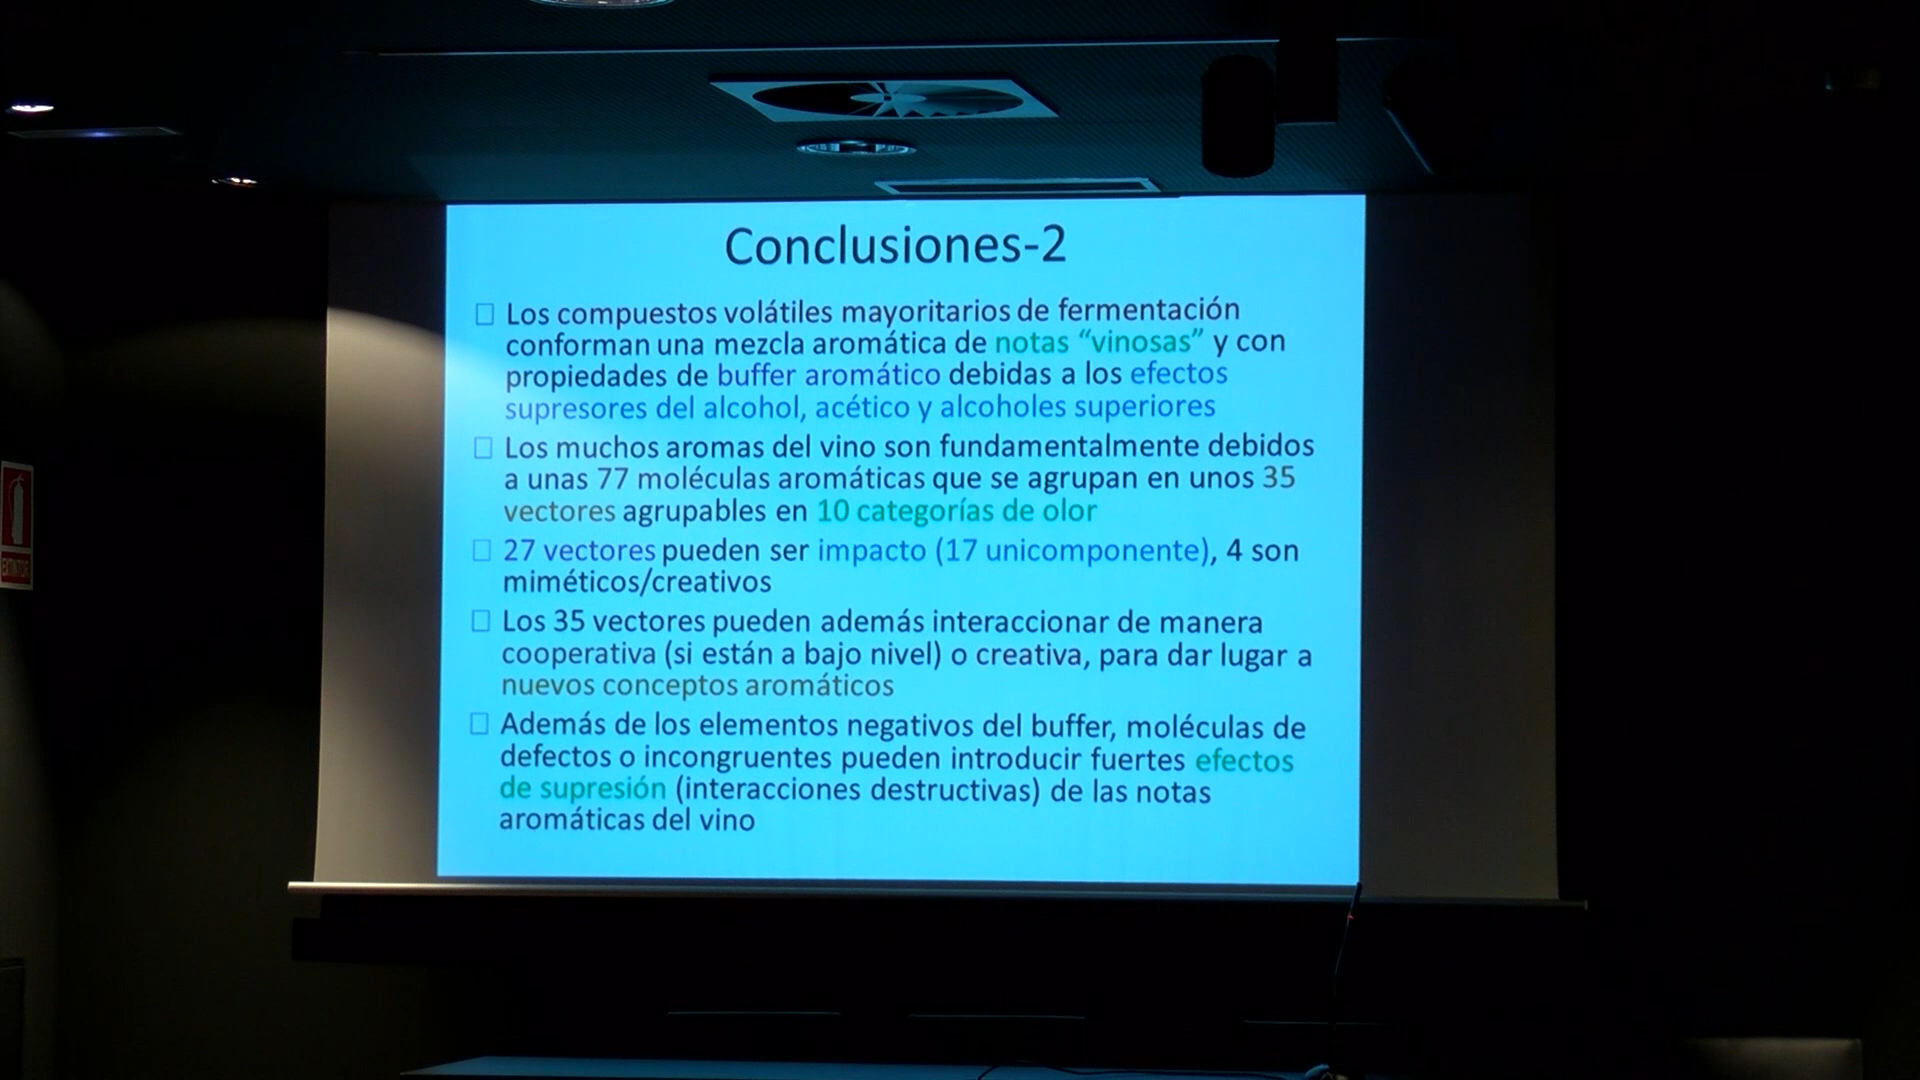 Conclusiones-2
Los compuestos volátiles mayoritarios de fermentación
conforman una mezcla aromática de notas “vinosas” y con
propiedades de buffer aromático debidas a los efectos
supresores del alcohol, acético y alcoholes superiores
Los muchos aromas del vino son fundamentalmente debidos
a unas 77 moléculas aromáticas que se agrupan en unos 35
vectores agrupables en 10 categorías de olor
27 vectores pueden ser impacto (17 unicomponente), 4 son
miméticos/creativos
Los 35 vectores pueden además interaccionar de manera
cooperativa (si están a bajo nivel) o creativa, para dar lugar a
nuevos conceptos aromáticos
Además de los elementos negativos del buffer, moléculas de
defectos o incongruentes pueden introducir fuertes efectos
de supresión (interacciones destructivas) de las notas
aromáticas del vino
EXTINTOR